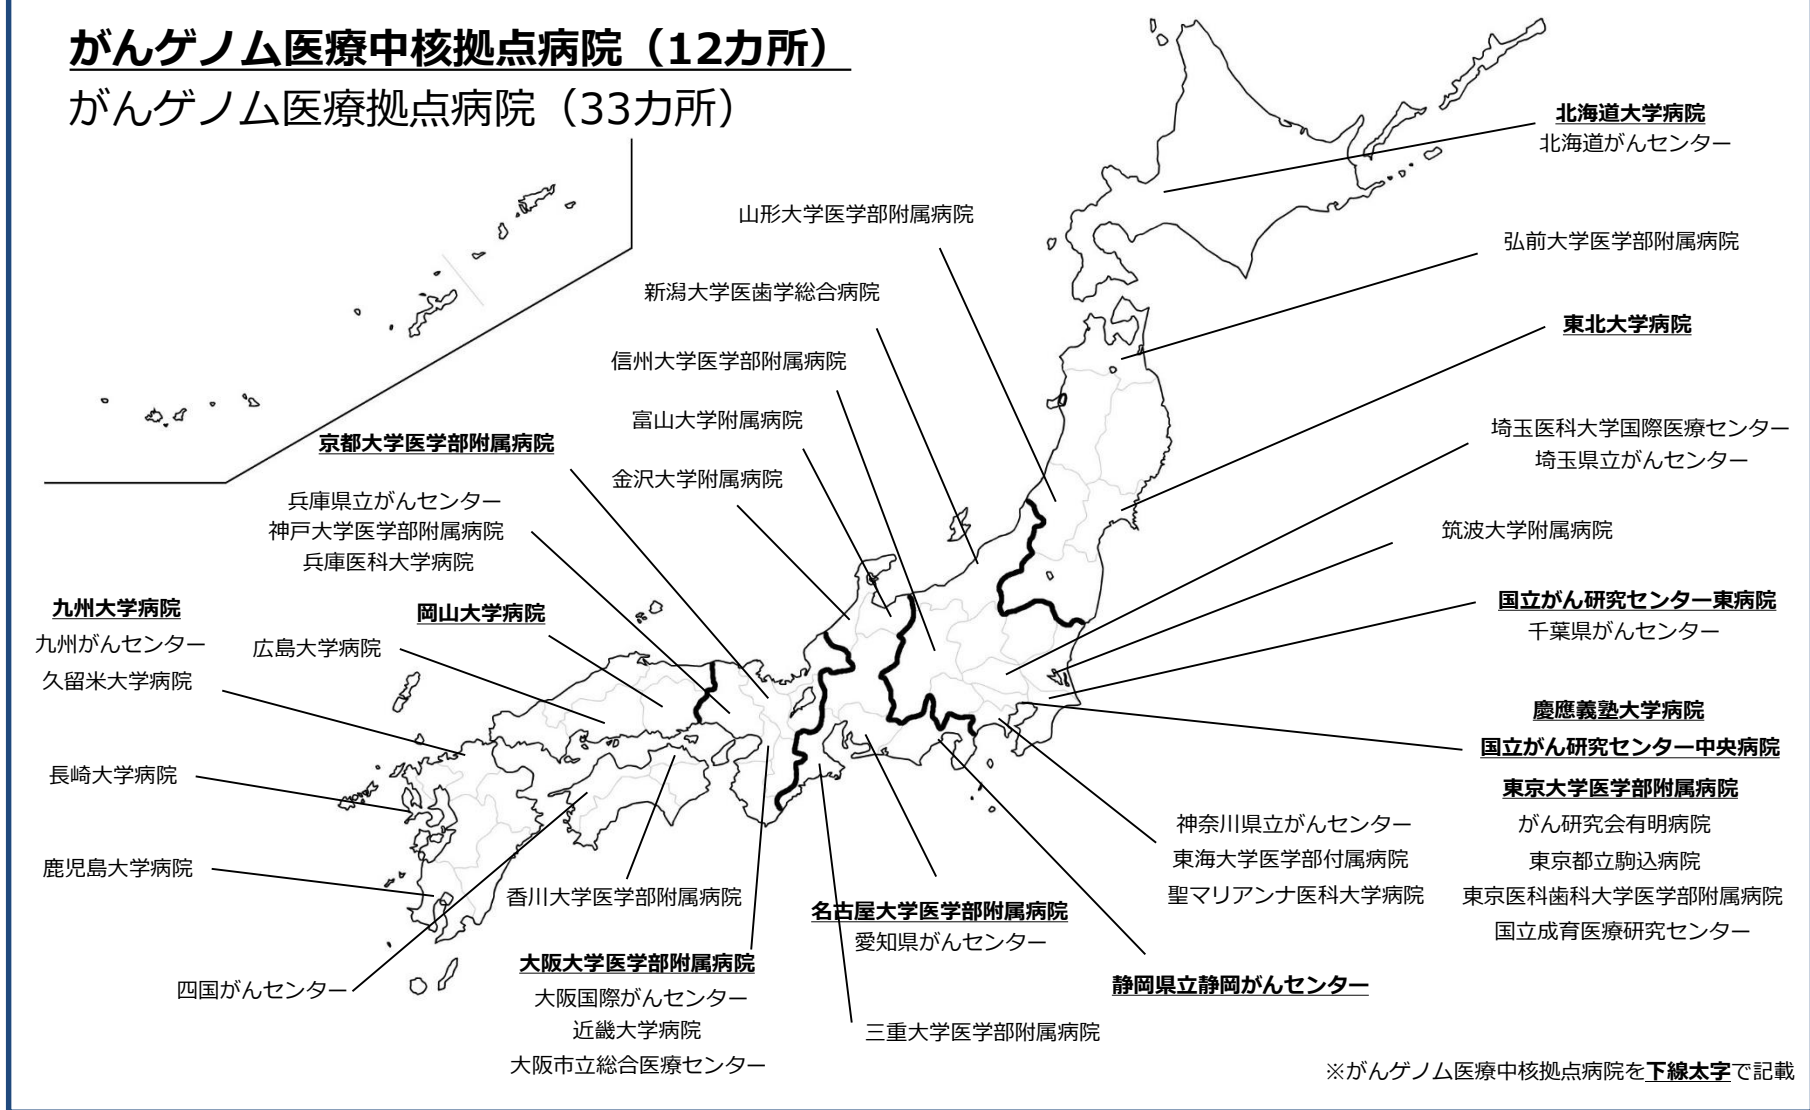 がんゲノム医療中核拠点病院（12カ所）
がんゲノム医療拠点病院（33カ所）
北海道大学病院
北海道がんセンター
山形大学医学部附属病院
弘前大学医学部附属病院
新潟大学医歯学総合病院
東北大学病院
信州大学医学部附属病院
富山大学附属病院
埼玉医科大学国際医療センター
埼玉県立がんセンター
京都大学医学部附属病院
金沢大学附属病院
兵庫県立がんセンター
神戸大学医学部附属病院
兵庫医科大学病院
筑波大学附属病院
九州大学病院
九州がんセンター
久留米大学病院
岡山大学病院
広島大学病院
国立がん研究センター東病院
千葉県がんセンター
慶應義塾大学病院
国立がん研究センター中央病院
東京大学医学部附属病院
がん研究会有明病院
東京都立駒込病院
東京医科歯科大学医学部附属病院
国立成育医療研究センター
長崎大学病院
鹿児島大学病院
神奈川県立がんセンター
東海大学医学部付属病院
聖マリアンナ医科大学病院
香川大学医学部附属病院
名古屋大学医学部附属病院
愛知県がんセンター
四国がんセンター
大阪大学医学部附属病院
大阪国際がんセンター
近畿大学病院
大阪市立総合医療センター
静岡県立静岡がんセンター
三重大学医学部附属病院
※がんゲノム医療中核拠点病院を下線太字で記載